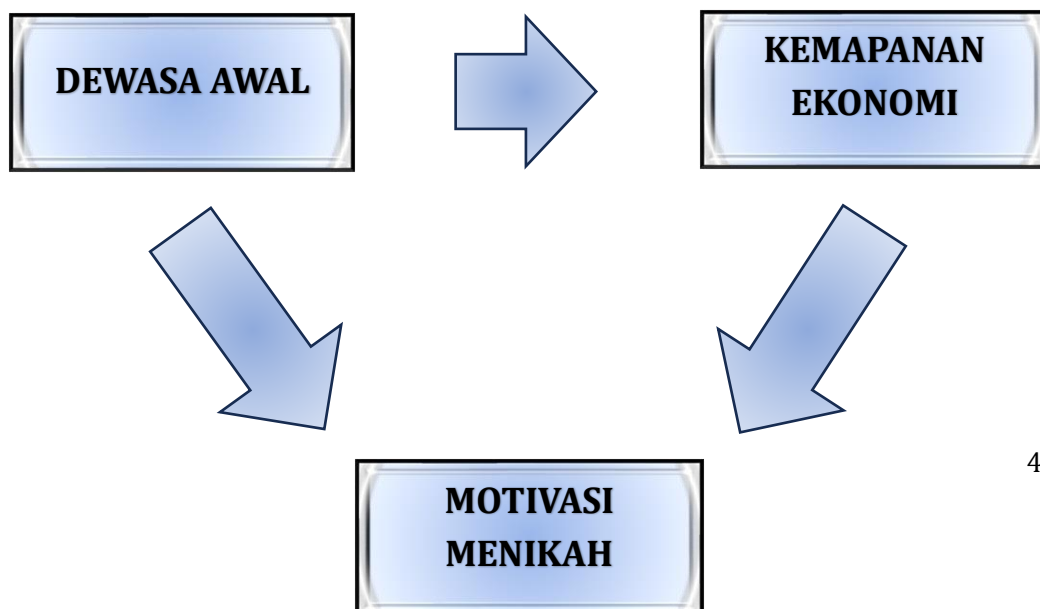 DEWASA AWAL
KEMAPANAN
EKONOMI
4
MOTIVASI
MENIKAH